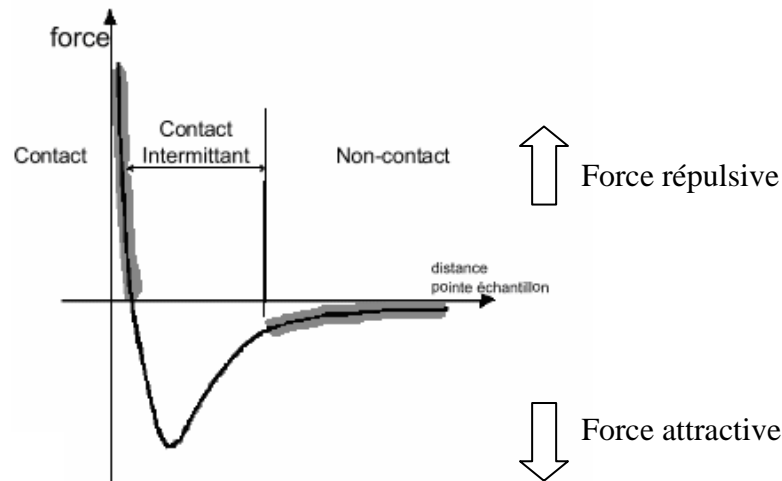 force
Contact
Contact
Intermittant
Non-contact
Force répulsive
distance
pointe échantillon
Force attractive